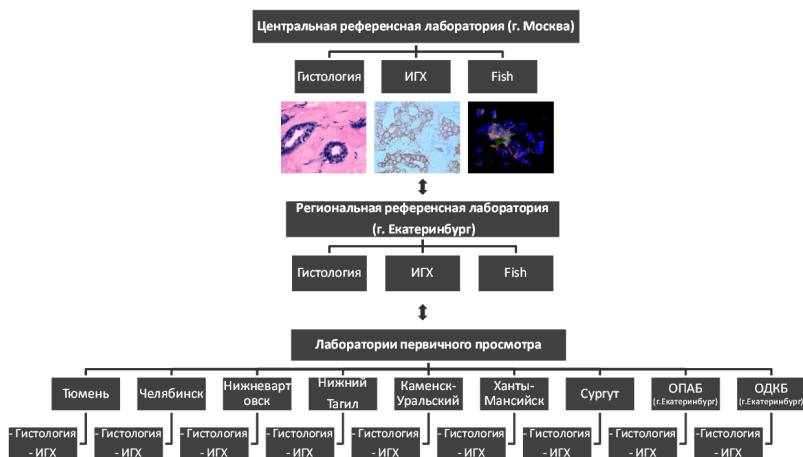 Центральная референсная лаборатория (г. Москва)
Гистология
ИГХ
Fish
Региональная референсная лаборатория
(г. Екатеринбург)
Гистология
ИГХ
Fish
Лаборатории первичного просмотра
Тюмень
Челябинск
Нижневарт
овск
Нижний
Тагил
Каменск-
Уральский
Ханты-
Мансийск
Сургут
ОПАБ
(г.Екатеринбург)
ОДКБ
(г.Екатеринбург)
- Гистология
- ИГХ
- Гистология
- ИГХ
- Гистология
- ИГХ
- Гистология
- ИГХ
- Гистология
- ИГХ
- Гистология
- ИГХ
- Гистология
- ИГХ
- Гистология
- ИГХ
- Гистология
- ИГХ